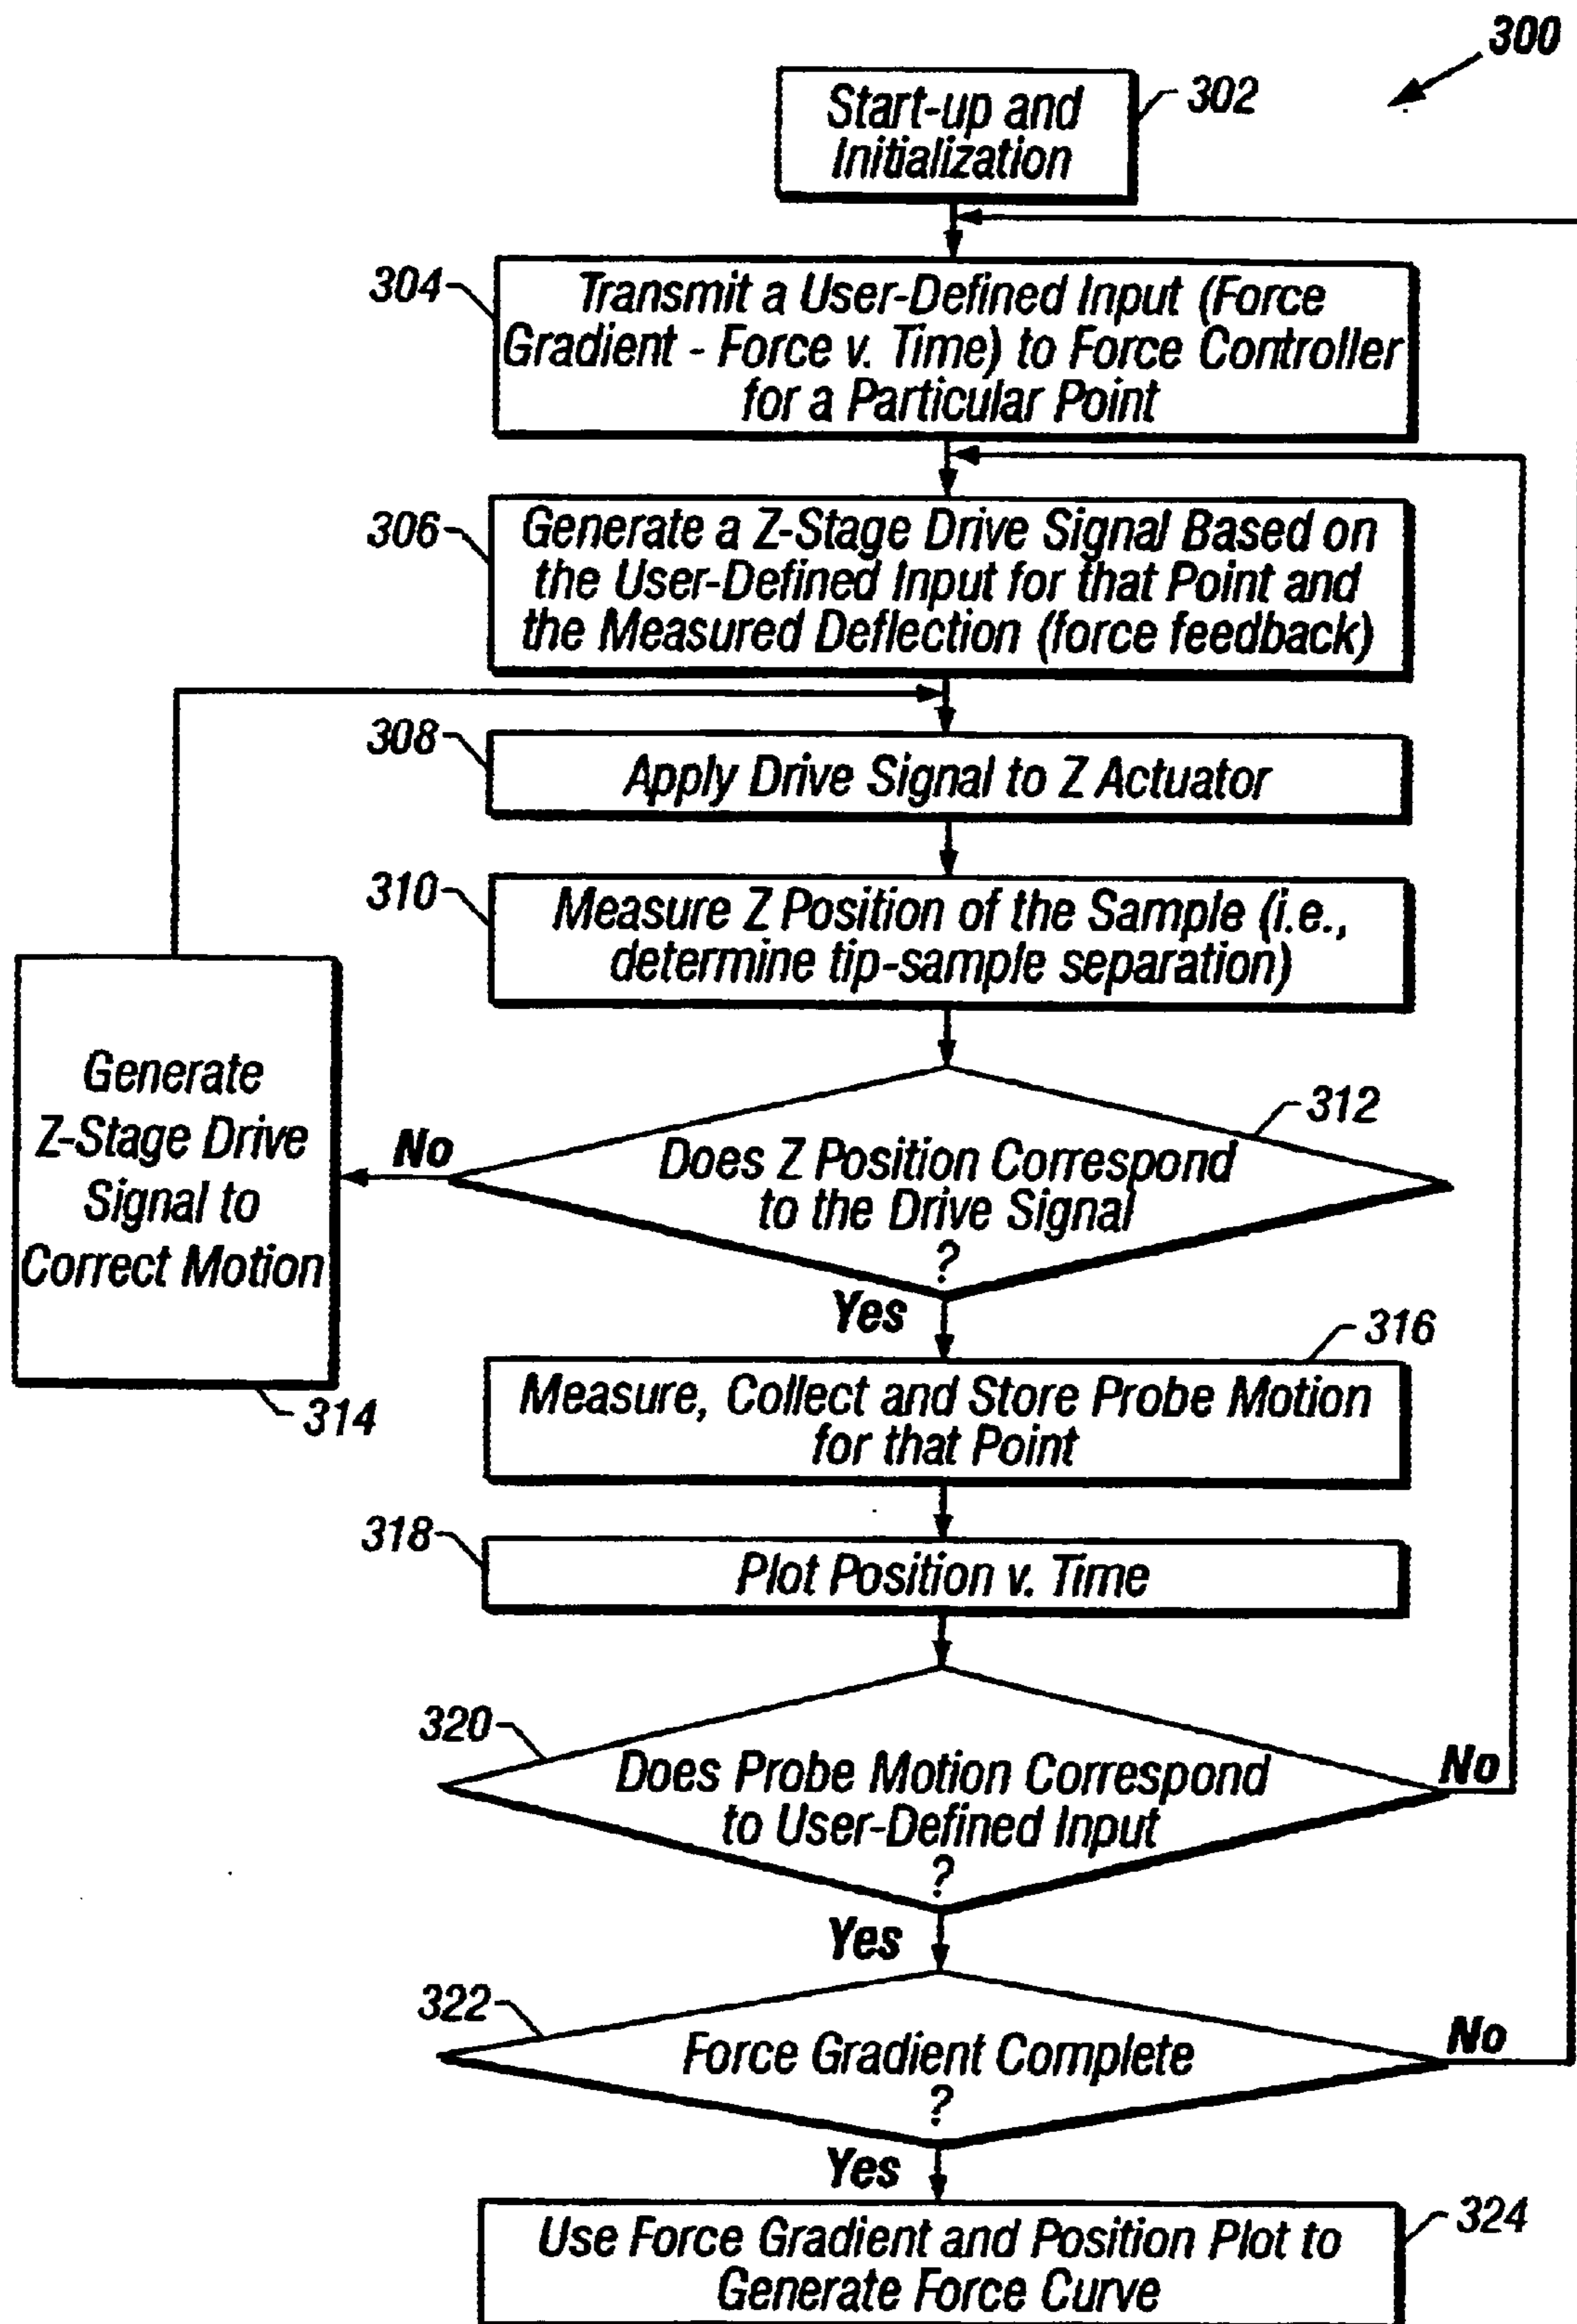 300
Start-up and
Initialization
302
304
Transmit a User-Defined Input (Force
Gradient - Force v. Time) to Force Controller
for a Particular Point
306
Generate a Z-Stage Drive Signal Based on
the User-Defined Input for that Point and
the Measured Deflection (force feedback)
308
Apply Drive Signal to Z Actuator
310
Measure Z Position of the Sample (i.e.,
determine tip-sample separation)
312
Does Z Position Correspond
to the Drive Signal
?
No
Generate
Z-Stage Drive
Signal to
Correct Motion
314
Yes
316
Measure, Collect and Store Probe Motion
for that Point
318
Plot Position v. Time
320
Does Probe Motion Correspond
to User-Defined Input
?
No
Yes
322
Force Gradient Complete
?
No
Yes
Use Force Gradient and Position Plot to
Generate Force Curve
324